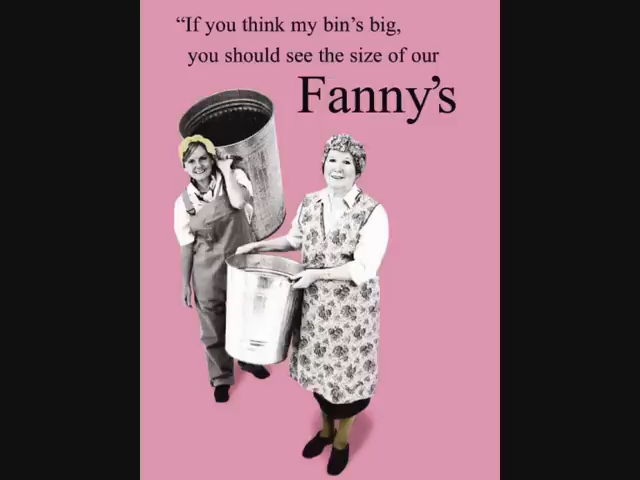 “If you think my bin’s big,
you should see the size of our
Fanny’s